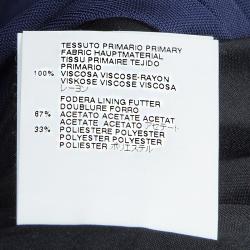 TESSUTO PRIMARIO PRIMARY
FABRIC HAUPTMATERIAL
TISSU PRIMAIRE TEJIDO
PRIMARIO
100% VISCOSA VISCOSE-RAYON
VISKOSE VISCOSE VISCOSA
レーヨン
FODERA LINING FUTTER
DOUBLURE FORRO
67% ACETATO ACETATE ACETAT
ACETATE ACETATO アセテート
33% POLIESTERE POLYESTER
POLYESTER POLYESTER
POLIESTER ポリエステル